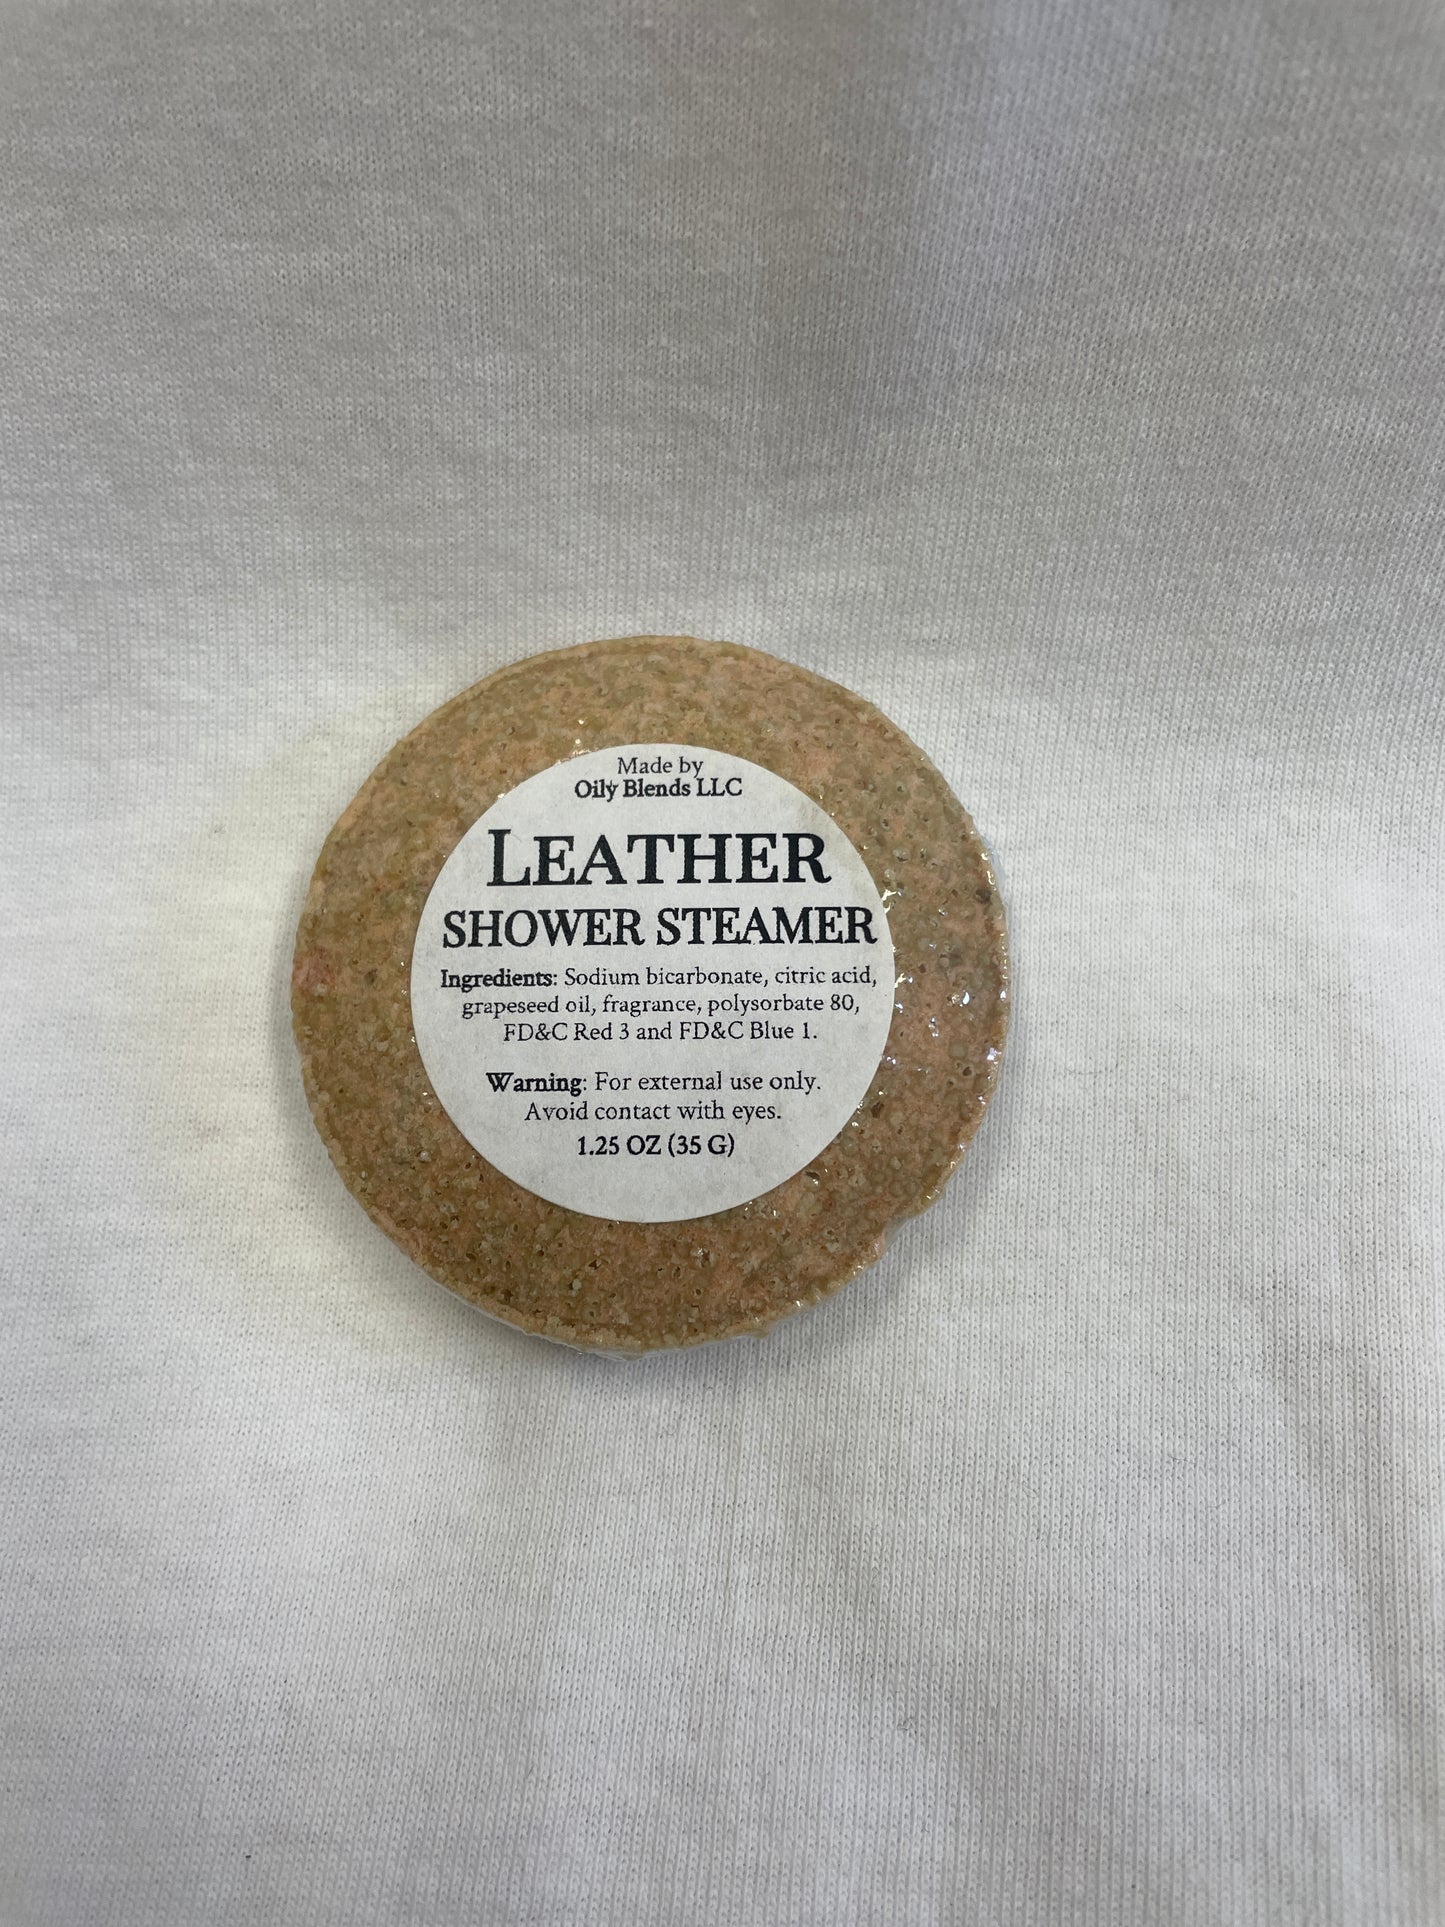 Made by
Oily Blends LLC
LEATHER
SHOWER STEAMER
Ingredients: Sodium bicarbonate, citric acid,
grapeseed oil, fragrance, polysorbate 80,
FD&C Red 3 and FD&C Blue 1.
Warning: For external use only.
Avoid contact with eyes.
1.25 OZ (35 G)